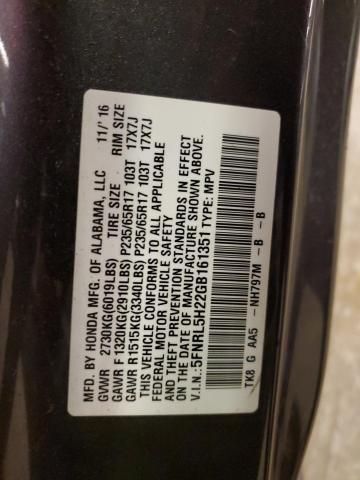 MFD. BY HONDA MFG. OF ALABAMA, LLC 11/'16
GVWR 2730KG(6019LBS) TIRE SIZE RIM SIZE
GAWR F 1320KG(2910LBS) P235/65R17 103T 17X7J
GAWR R1515KG(3340LBS) P235/65R17 103T 17X7J
THIS VEHICLE CONFORMS TO ALL APPLICABLE
FEDERAL MOTOR VEHICLE SAFETY
AND THEFT PREVENTION STANDARDS IN EFFECT
ON THE DATE OF MANUFACTURE SHOWN ABOVE.
V.I.N.:5FNRL5H22GB161351 TYPE: MPV
TK8 G AA5 - NH797M - B - B